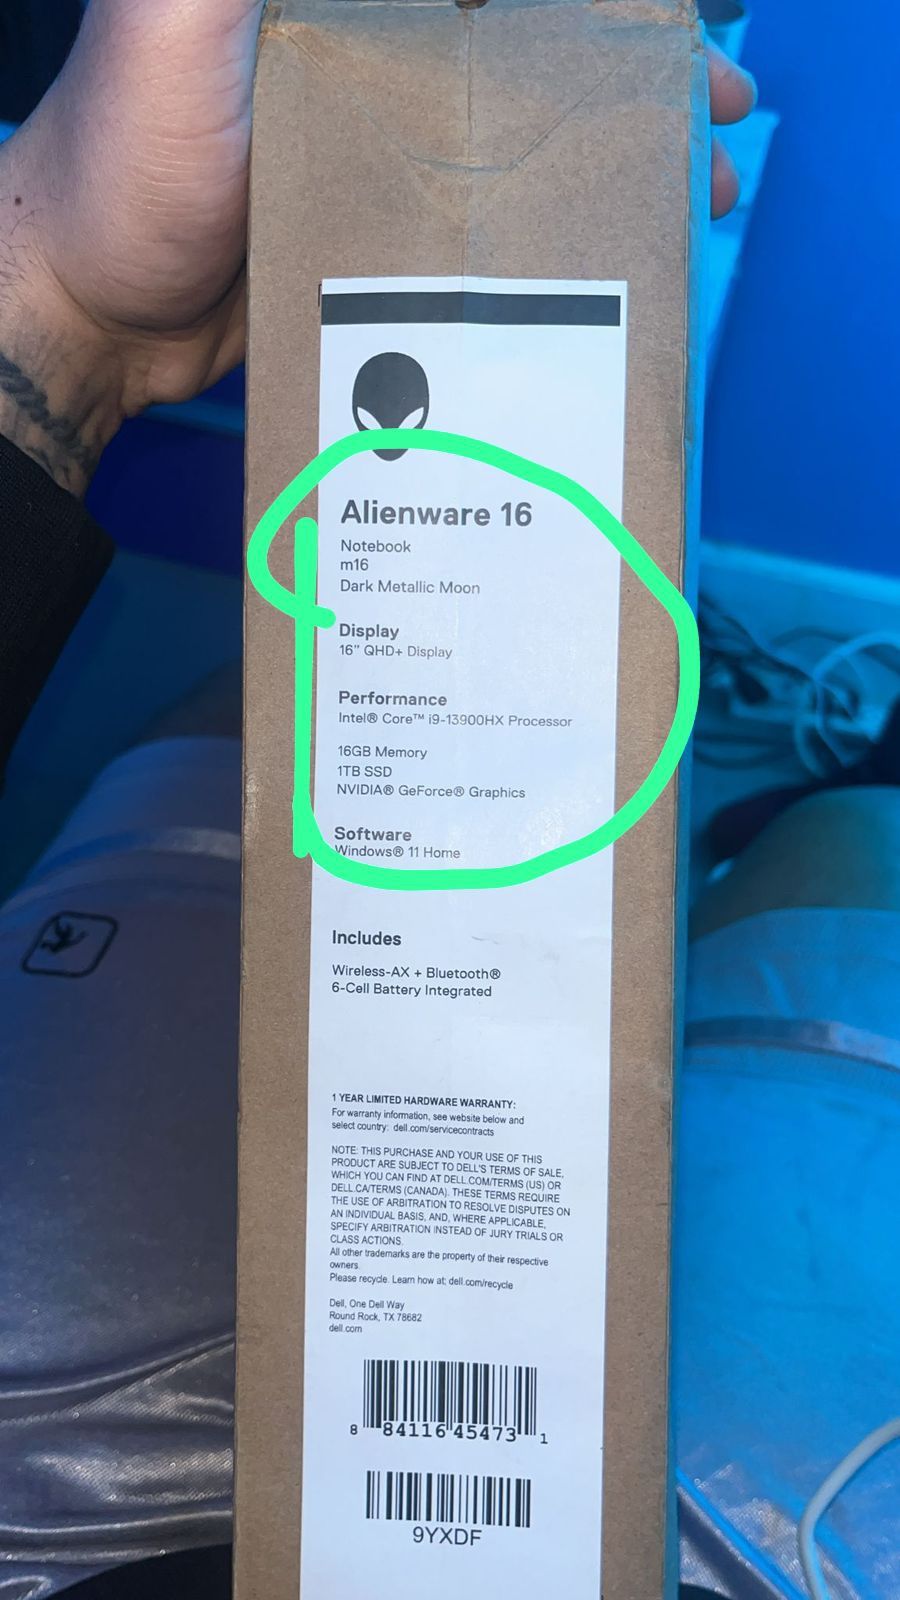 Alienware 16
Notebook
m16
Dark Metallic Moon
Display
16" QHD+ Display
Performance
Intel® Core™ i9-13900HX Processor
16GB Memory
1TB SSD
NVIDIA® GeForce® Graphics
Software
Windows® 11 Home
Includes
Wireless-AX + Bluetooth®
6-Cell Battery Integrated
1 YEAR LIMITED HARDWARE WARRANTY:
For warranty information, see website below and
select country: dell.com/servicecontracts
NOTE: THIS PURCHASE AND YOUR USE OF THIS
PRODUCT ARE SUBJECT TO DELL'S TERMS OF SALE,
WHICH YOU CAN FIND AT DELL.COM/TERMS (US) OR
DELL.CA/TERMS (CANADA). THESE TERMS REQUIRE
THE USE OF ARBITRATION TO RESOLVE DISPUTES ON
AN INDIVIDUAL BASIS, AND, WHERE APPLICABLE,
SPECIFY ARBITRATION INSTEAD OF JURY TRIALS OR
CLASS ACTIONS.
All other trademarks are the property of their respective
owners.
Please recycle. Learn how at: dell.com/recycle
Dell, One Dell Way
Round Rock, TX 78682
dell.com
8 84116 45473 1
9YXDF